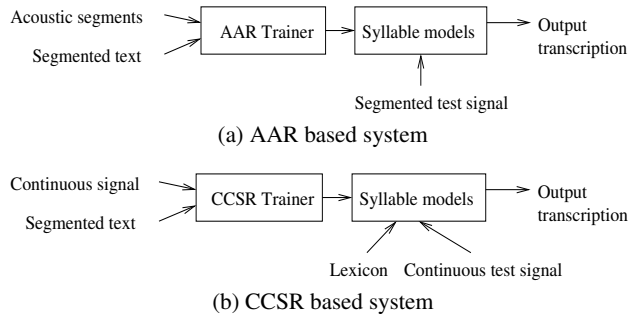 Acoustic segments
Segmented text
AAR Trainer
Syllable models
Output
transcription
Segmented test signal
(a) AAR based system
Continuous signal
Segmented text
CCSR Trainer
Syllable models
Output
transcription
Lexicon
Continuous test signal
(b) CCSR based system